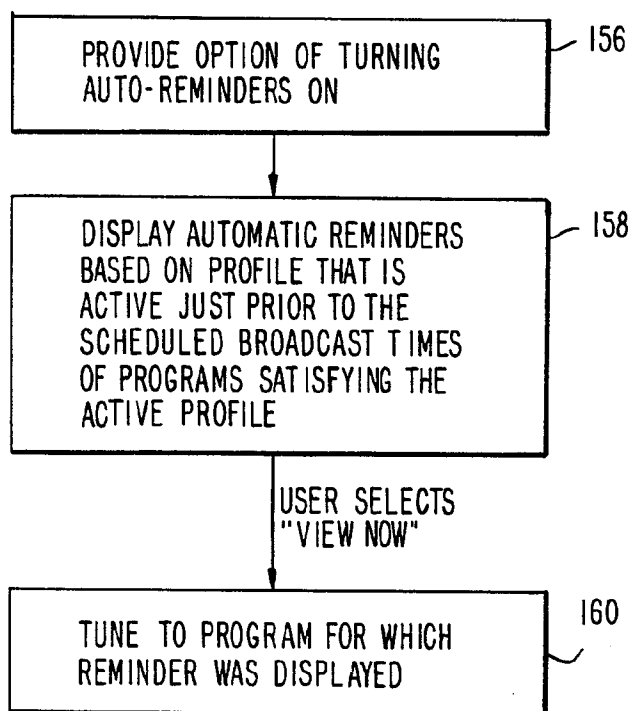 PROVIDE OPTION OF TURNING
AUTO-REMINDERS ON
156
DISPLAY AUTOMATIC REMINDERS
BASED ON PROFILE THAT IS
ACTIVE JUST PRIOR TO THE
SCHEDULED BROADCAST TIMES
OF PROGRAMS SATISFYING THE
ACTIVE PROFILE
158
USER SELECTS
"VIEW NOW"
TUNE TO PROGRAM FOR WHICH
REMINDER WAS DISPLAYED
160